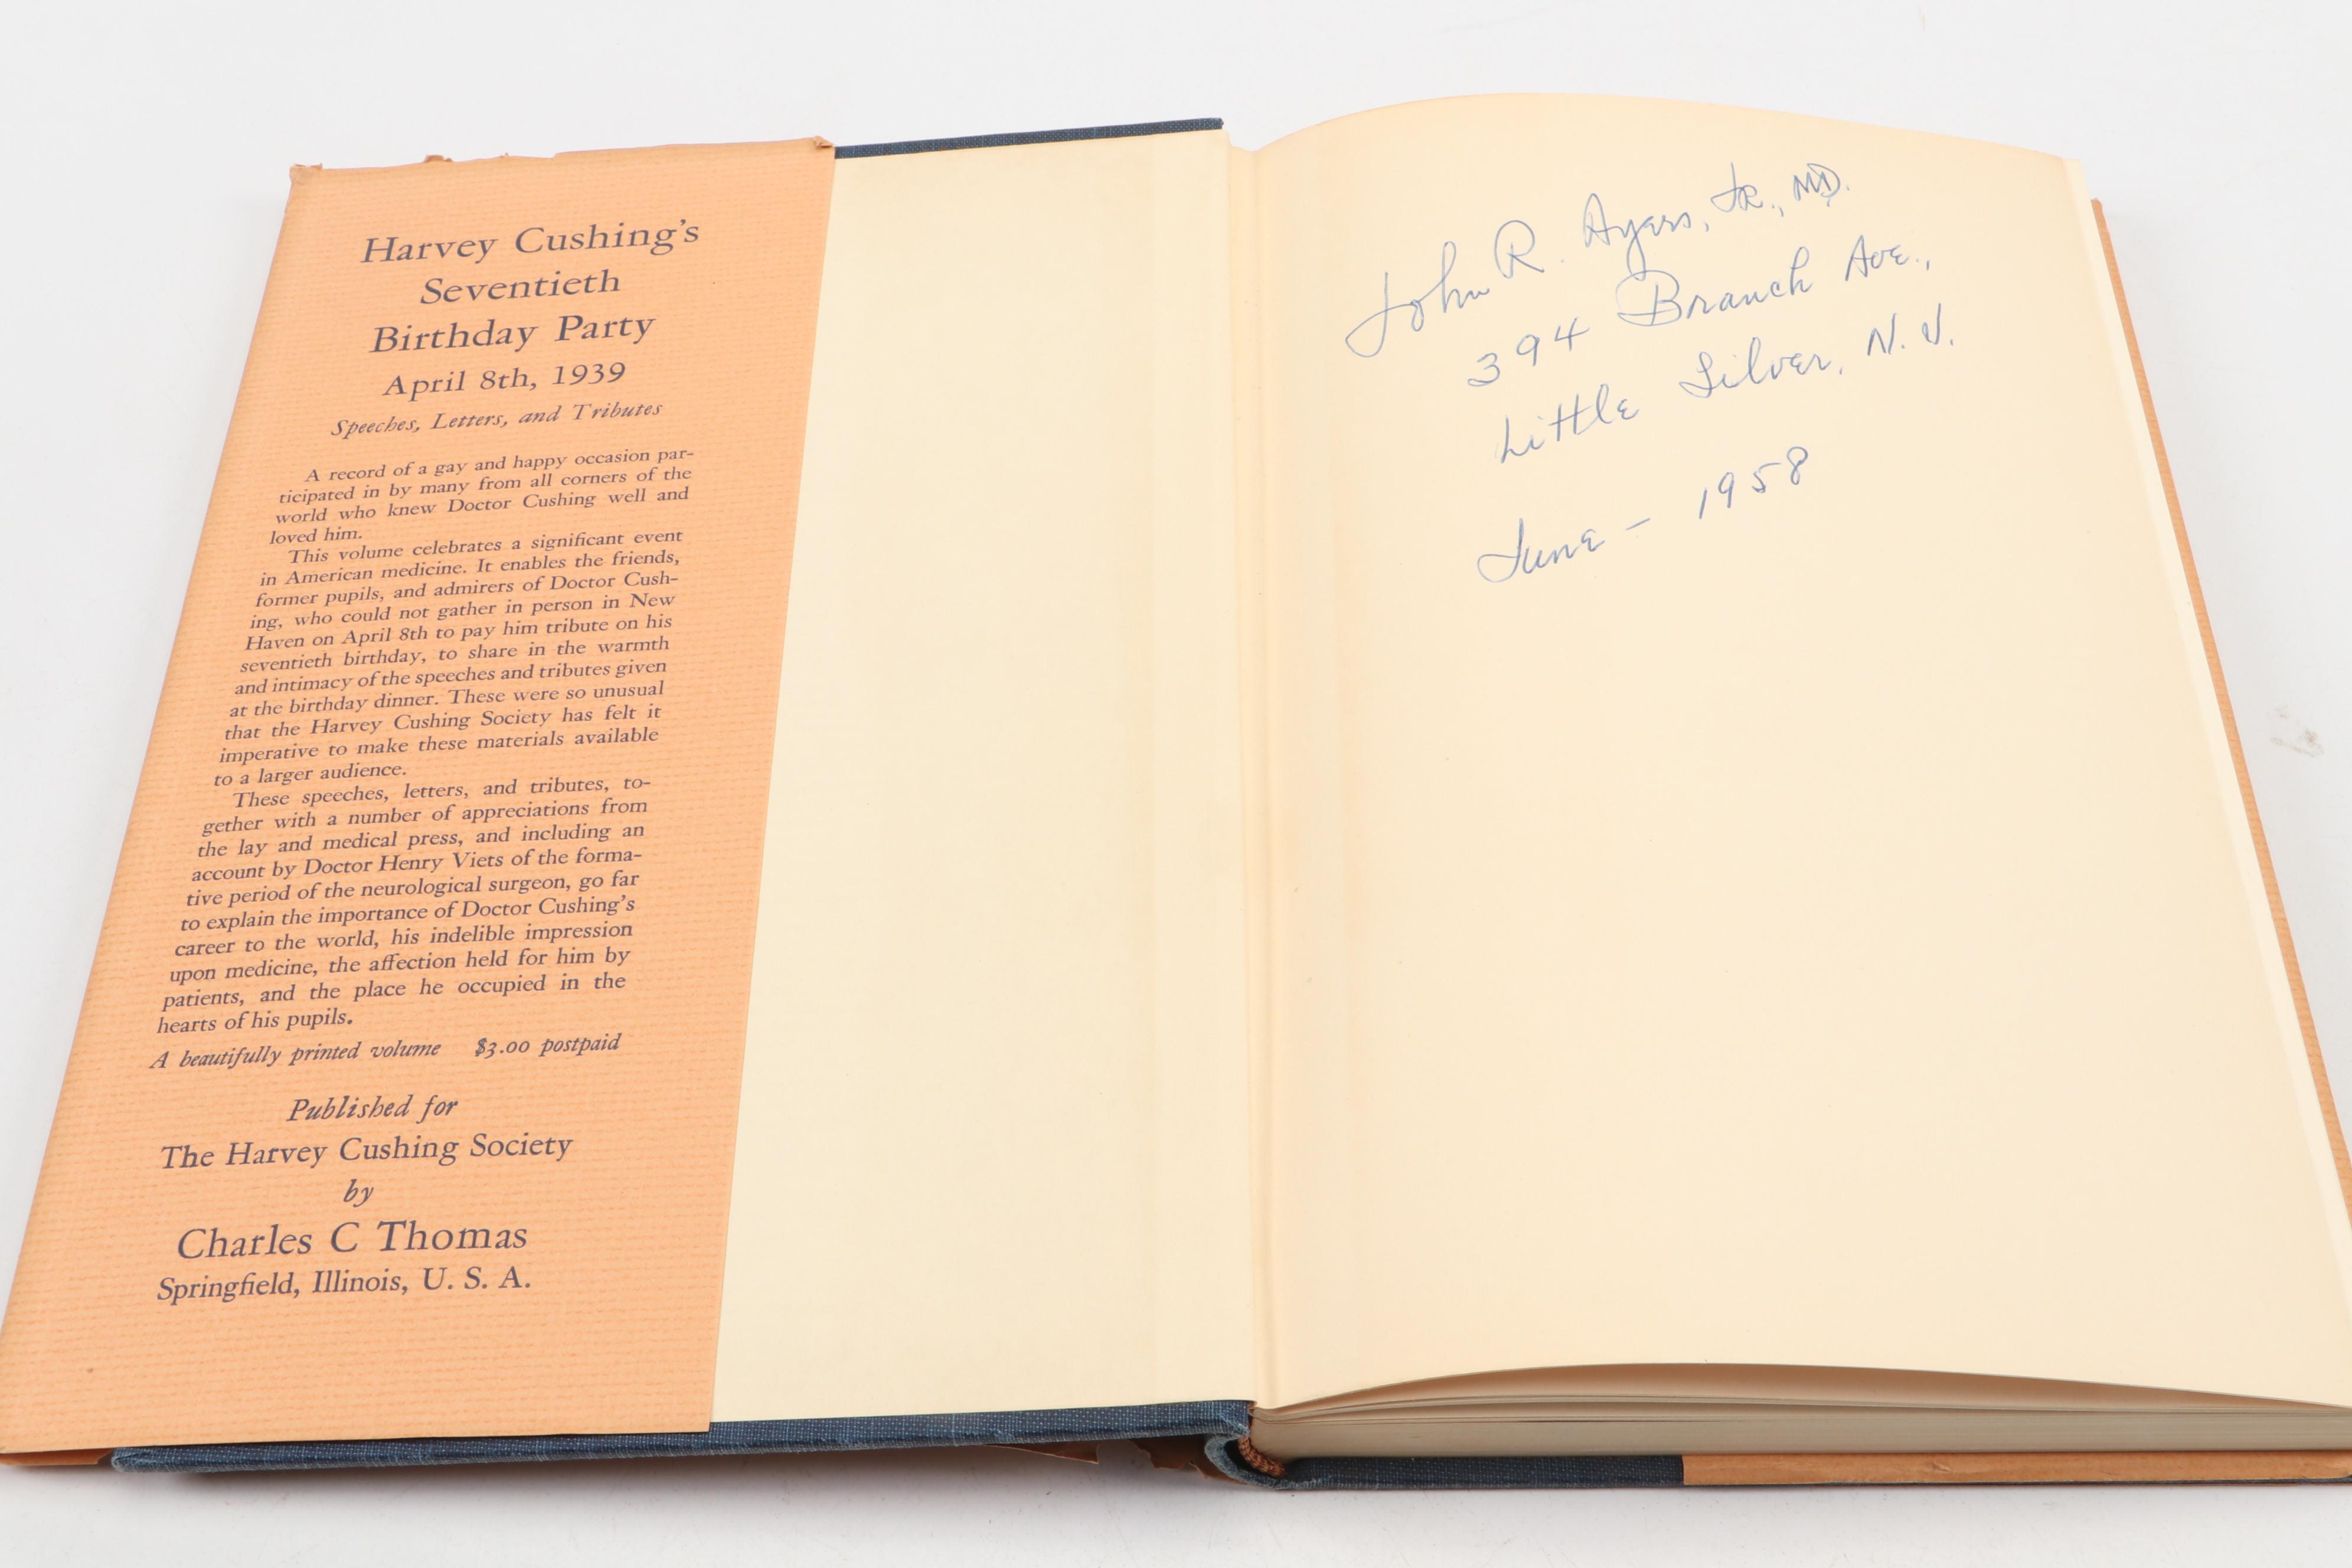 Harvey Cushing's
Seventieth
Birthday Party
April 8th, 1939
Speeches, Letters, and Tributes
A record of a gay and happy occasion par-
ticipated in by many from all corners of the
world who knew Doctor Cushing well and
loved him.
This volume celebrates a significant event
in American medicine. It enables the friends,
former pupils, and admirers of Doctor Cush-
ing, who could not gather in person in New
Haven on April 8th to pay him tribute on his
seventieth birthday, to share in the warmth
and intimacy of the speeches and tributes given
at the birthday dinner. These were so unusual
that the Harvey Cushing Society has felt it
imperative to make these materials available
to a larger audience.
These speeches, letters, and tributes, to-
gether with a number of appreciations from
the lay and medical press, and including an
account by Doctor Henry Viets of the forma-
tive period of the neurological surgeon, go far
to explain the importance of Doctor Cushing's
career to the world, his indelible impression
upon medicine, the affection held for him by
patients, and the place he occupied in the
hearts of his pupils.
A beautifully printed volume $3.00 postpaid
Published for
The Harvey Cushing Society
by
Charles C Thomas
Springfield, Illinois, U. S. A.
John R. Ayers, Jr., MD.
394 Branch Ave.,
Little Silver, N. J.
June - 1958